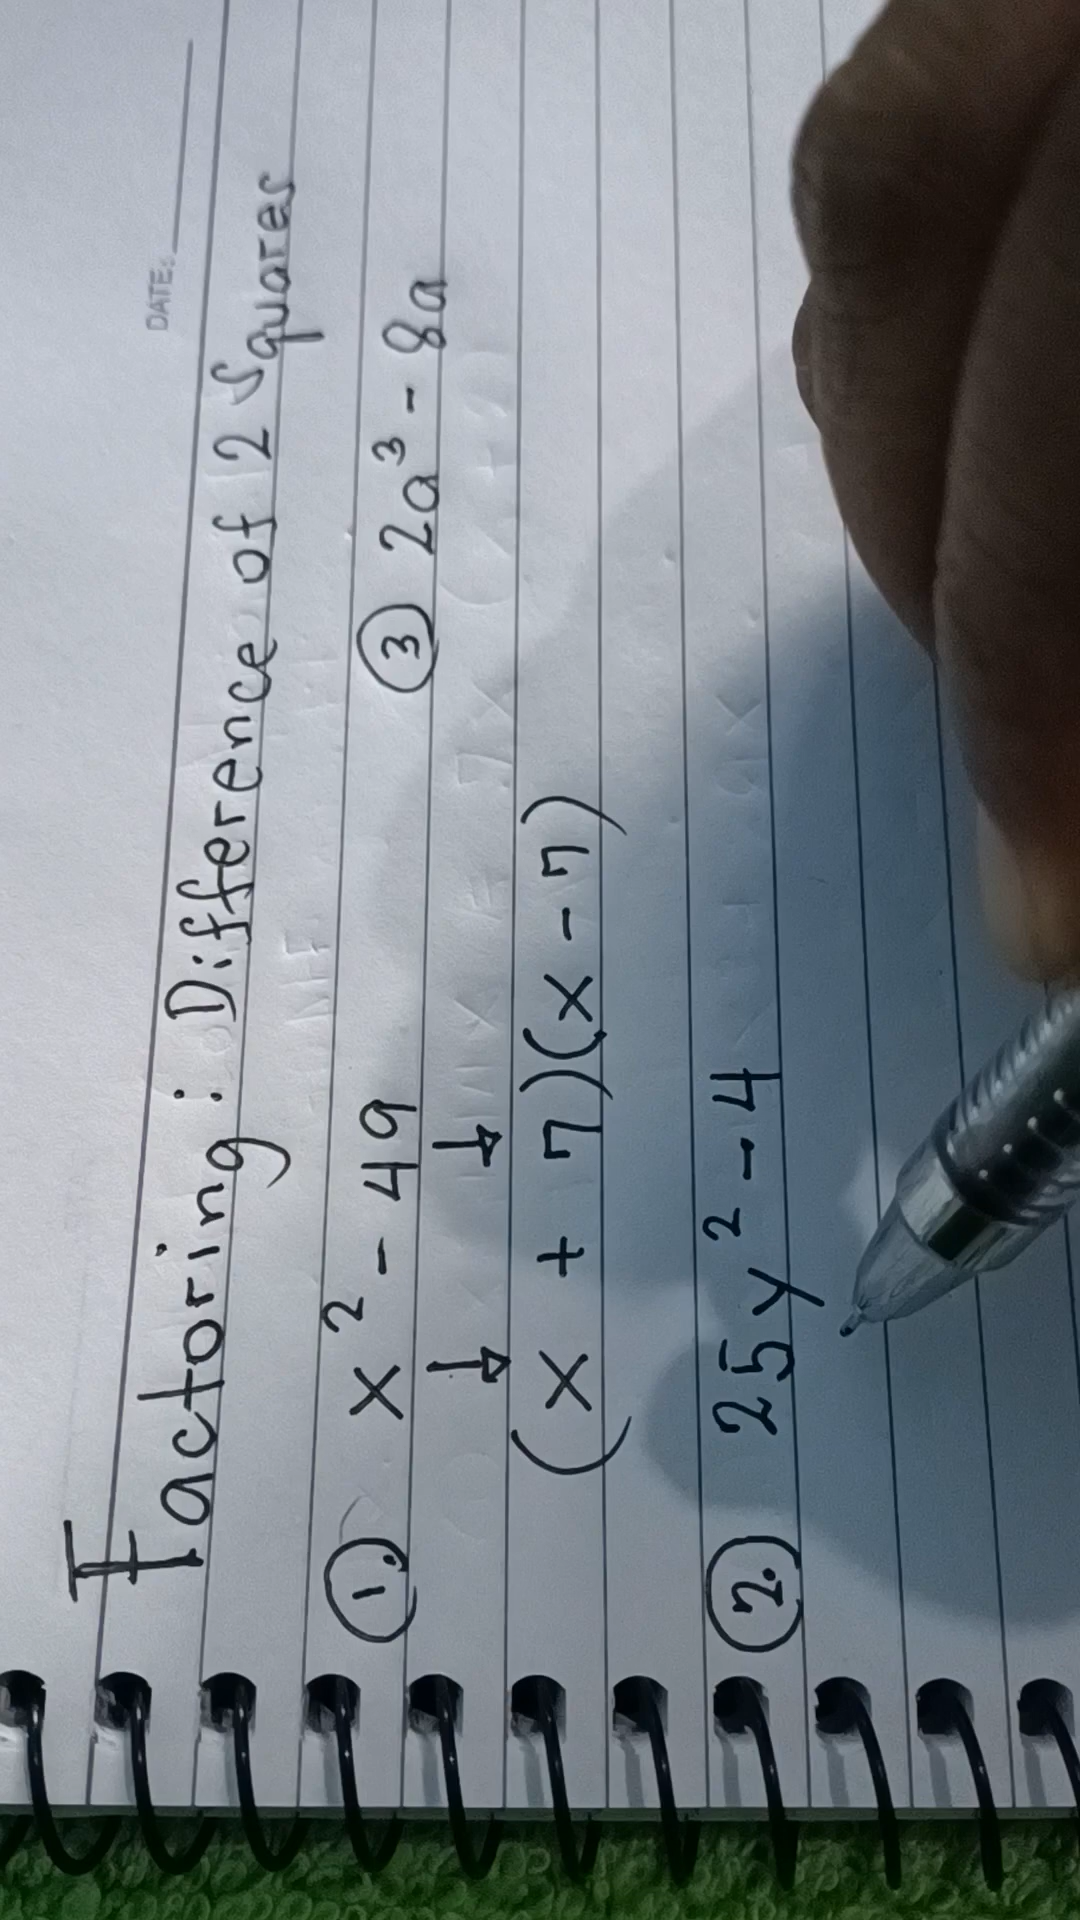 DATE:
Factoring: Difference of 2 Squares
1. x² - 49
3 2a³ - 8a
(x + 7)(x - 7)
2. 25y² - 4